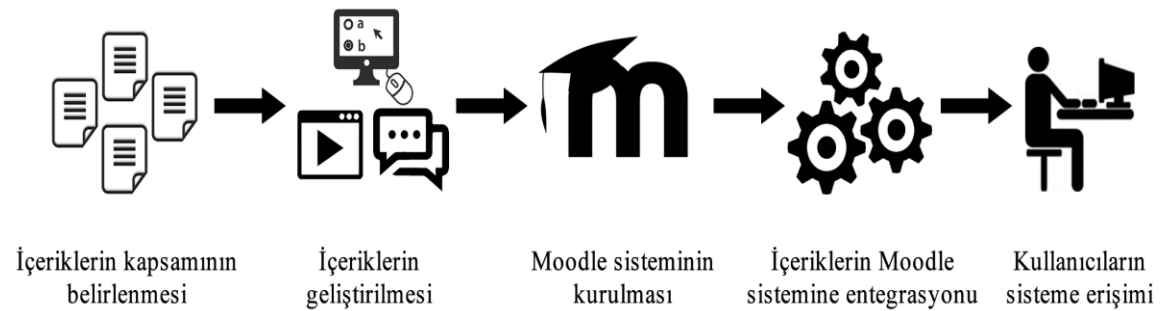 a
b
m
İçeriklerin kapsamının
belirlenmesi
İçeriklerin
geliştirilmesi
Moodle sisteminin
kurulması
İçeriklerin Moodle
sistemine entegrasyonu
Kullanıcıların
sisteme erişimi